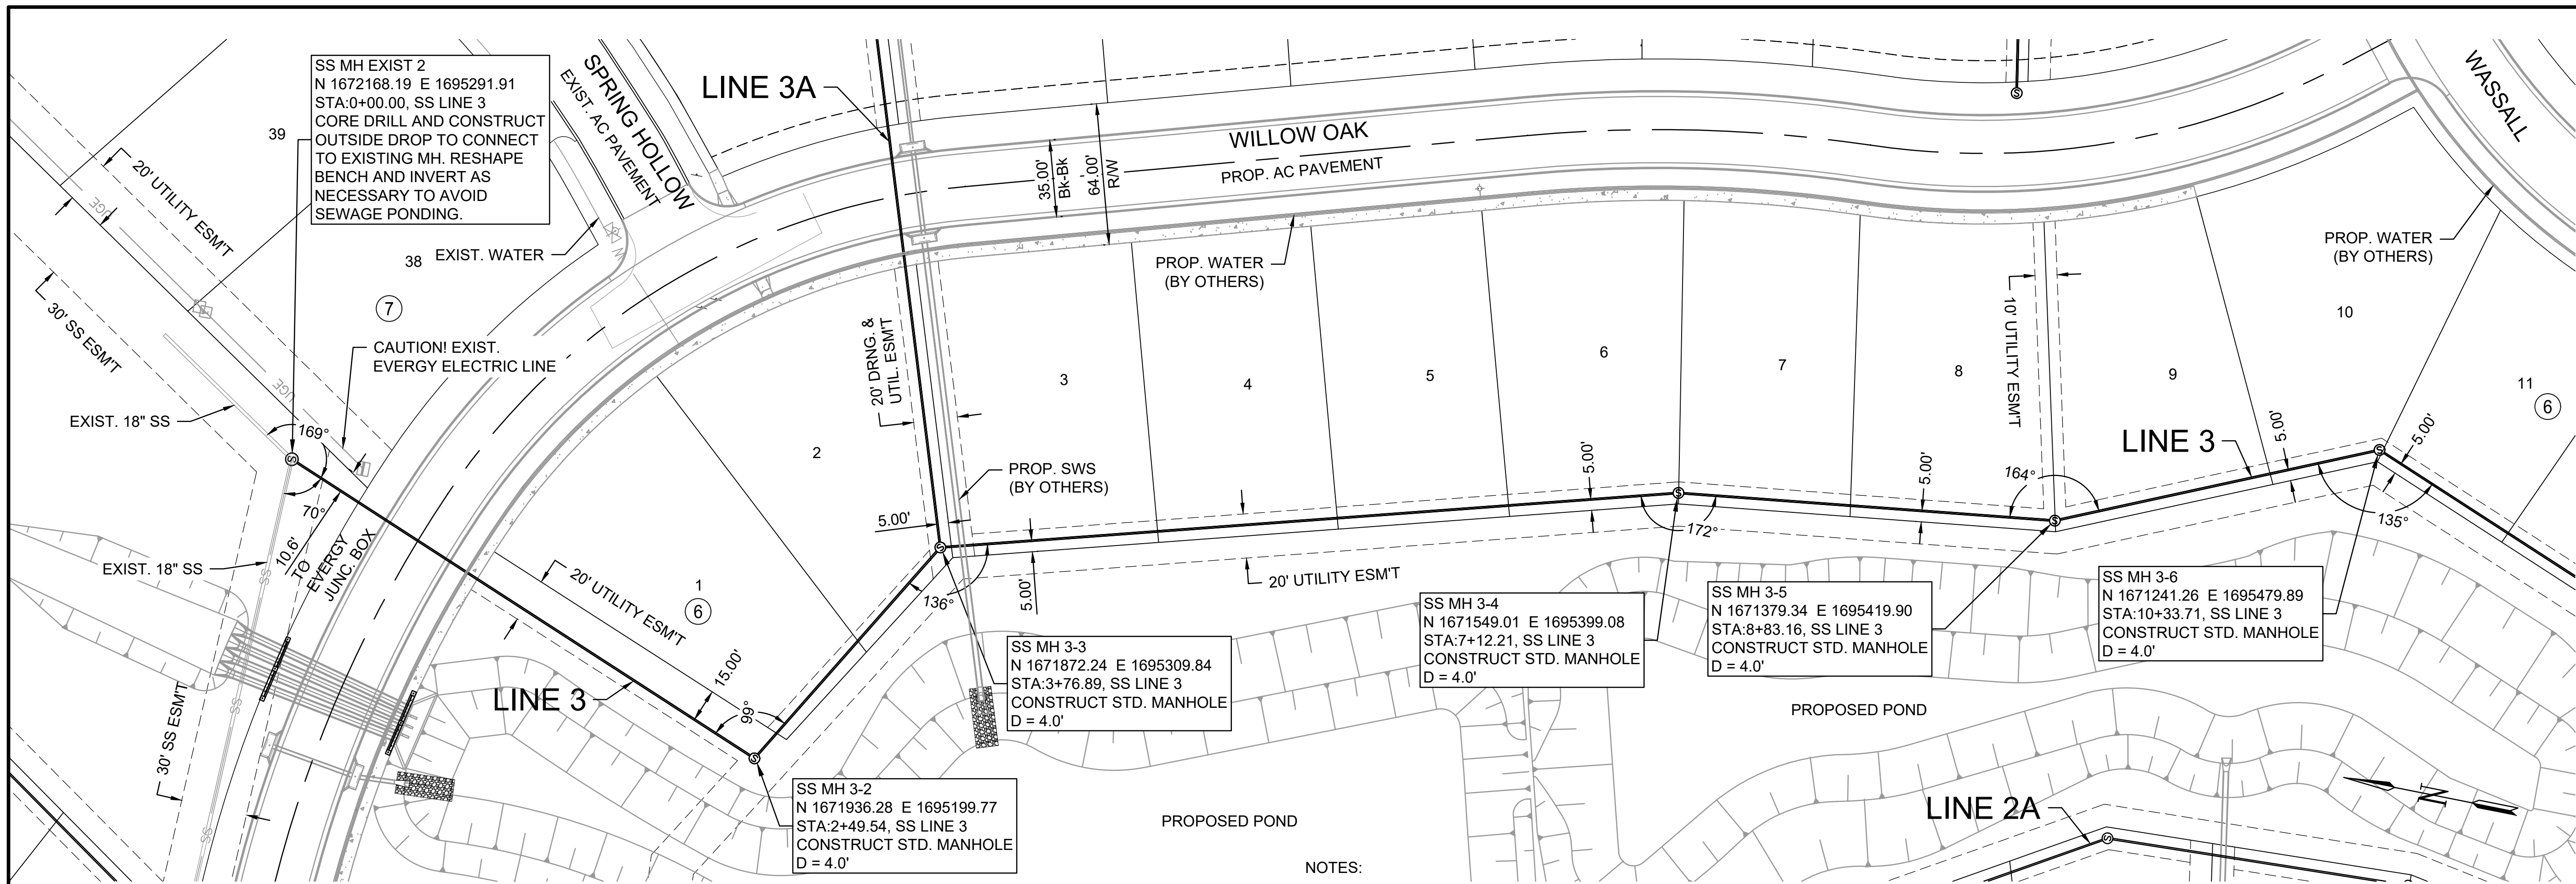 SS MH EXIST 2
N 1672168.19 E 1695291.91
STA:0+00.00, SS LINE 3
CORE DRILL AND CONSTRUCT
OUTSIDE DROP TO CONNECT
TO EXISTING MH. RESHAPE
BENCH AND INVERT AS
NECESSARY TO AVOID
SEWAGE PONDING.
39
20' UTILITY ESM'T
UGE
30' SS ESM'T
38
EXIST. WATER
7
SPRING HOLLOW
EXIST. AC PAVEMENT
CAUTION! EXIST.
EVERGY ELECTRIC LINE
UGE
EXIST. 18" SS
169°
70°
10.6'
TO
EVERGY
JUNC. BOX
EXIST. 18" SS
SS
SS
SS
30' SS ESM'T
LINE 3A
35.00'
Bk-Bk
64.00'
R/W
WILLOW OAK
PROP. AC PAVEMENT
WASSALL
PROP. WATER
(BY OTHERS)
PROP. WATER
(BY OTHERS)
20' DRNG. &
UTIL. ESM'T
10' UTILITY ESM'T
1
6
2
3
4
5
6
7
8
9
10
11
6
PROP. SWS
(BY OTHERS)
5.00'
5.00'
5.00'
5.00'
5.00'
5.00'
LINE 3
164°
172°
135°
136°
99°
15.00'
20' UTILITY ESM'T
20' UTILITY ESM'T
LINE 3
SS MH 3-2
N 1671936.28 E 1695199.77
STA:2+49.54, SS LINE 3
CONSTRUCT STD. MANHOLE
D = 4.0'
SS MH 3-3
N 1671872.24 E 1695309.84
STA:3+76.89, SS LINE 3
CONSTRUCT STD. MANHOLE
D = 4.0'
SS MH 3-4
N 1671549.01 E 1695399.08
STA:7+12.21, SS LINE 3
CONSTRUCT STD. MANHOLE
D = 4.0'
SS MH 3-5
N 1671379.34 E 1695419.90
STA:8+83.16, SS LINE 3
CONSTRUCT STD. MANHOLE
D = 4.0'
SS MH 3-6
N 1671241.26 E 1695479.89
STA:10+33.71, SS LINE 3
CONSTRUCT STD. MANHOLE
D = 4.0'
PROPOSED POND
PROPOSED POND
LINE 2A
N
NOTES: